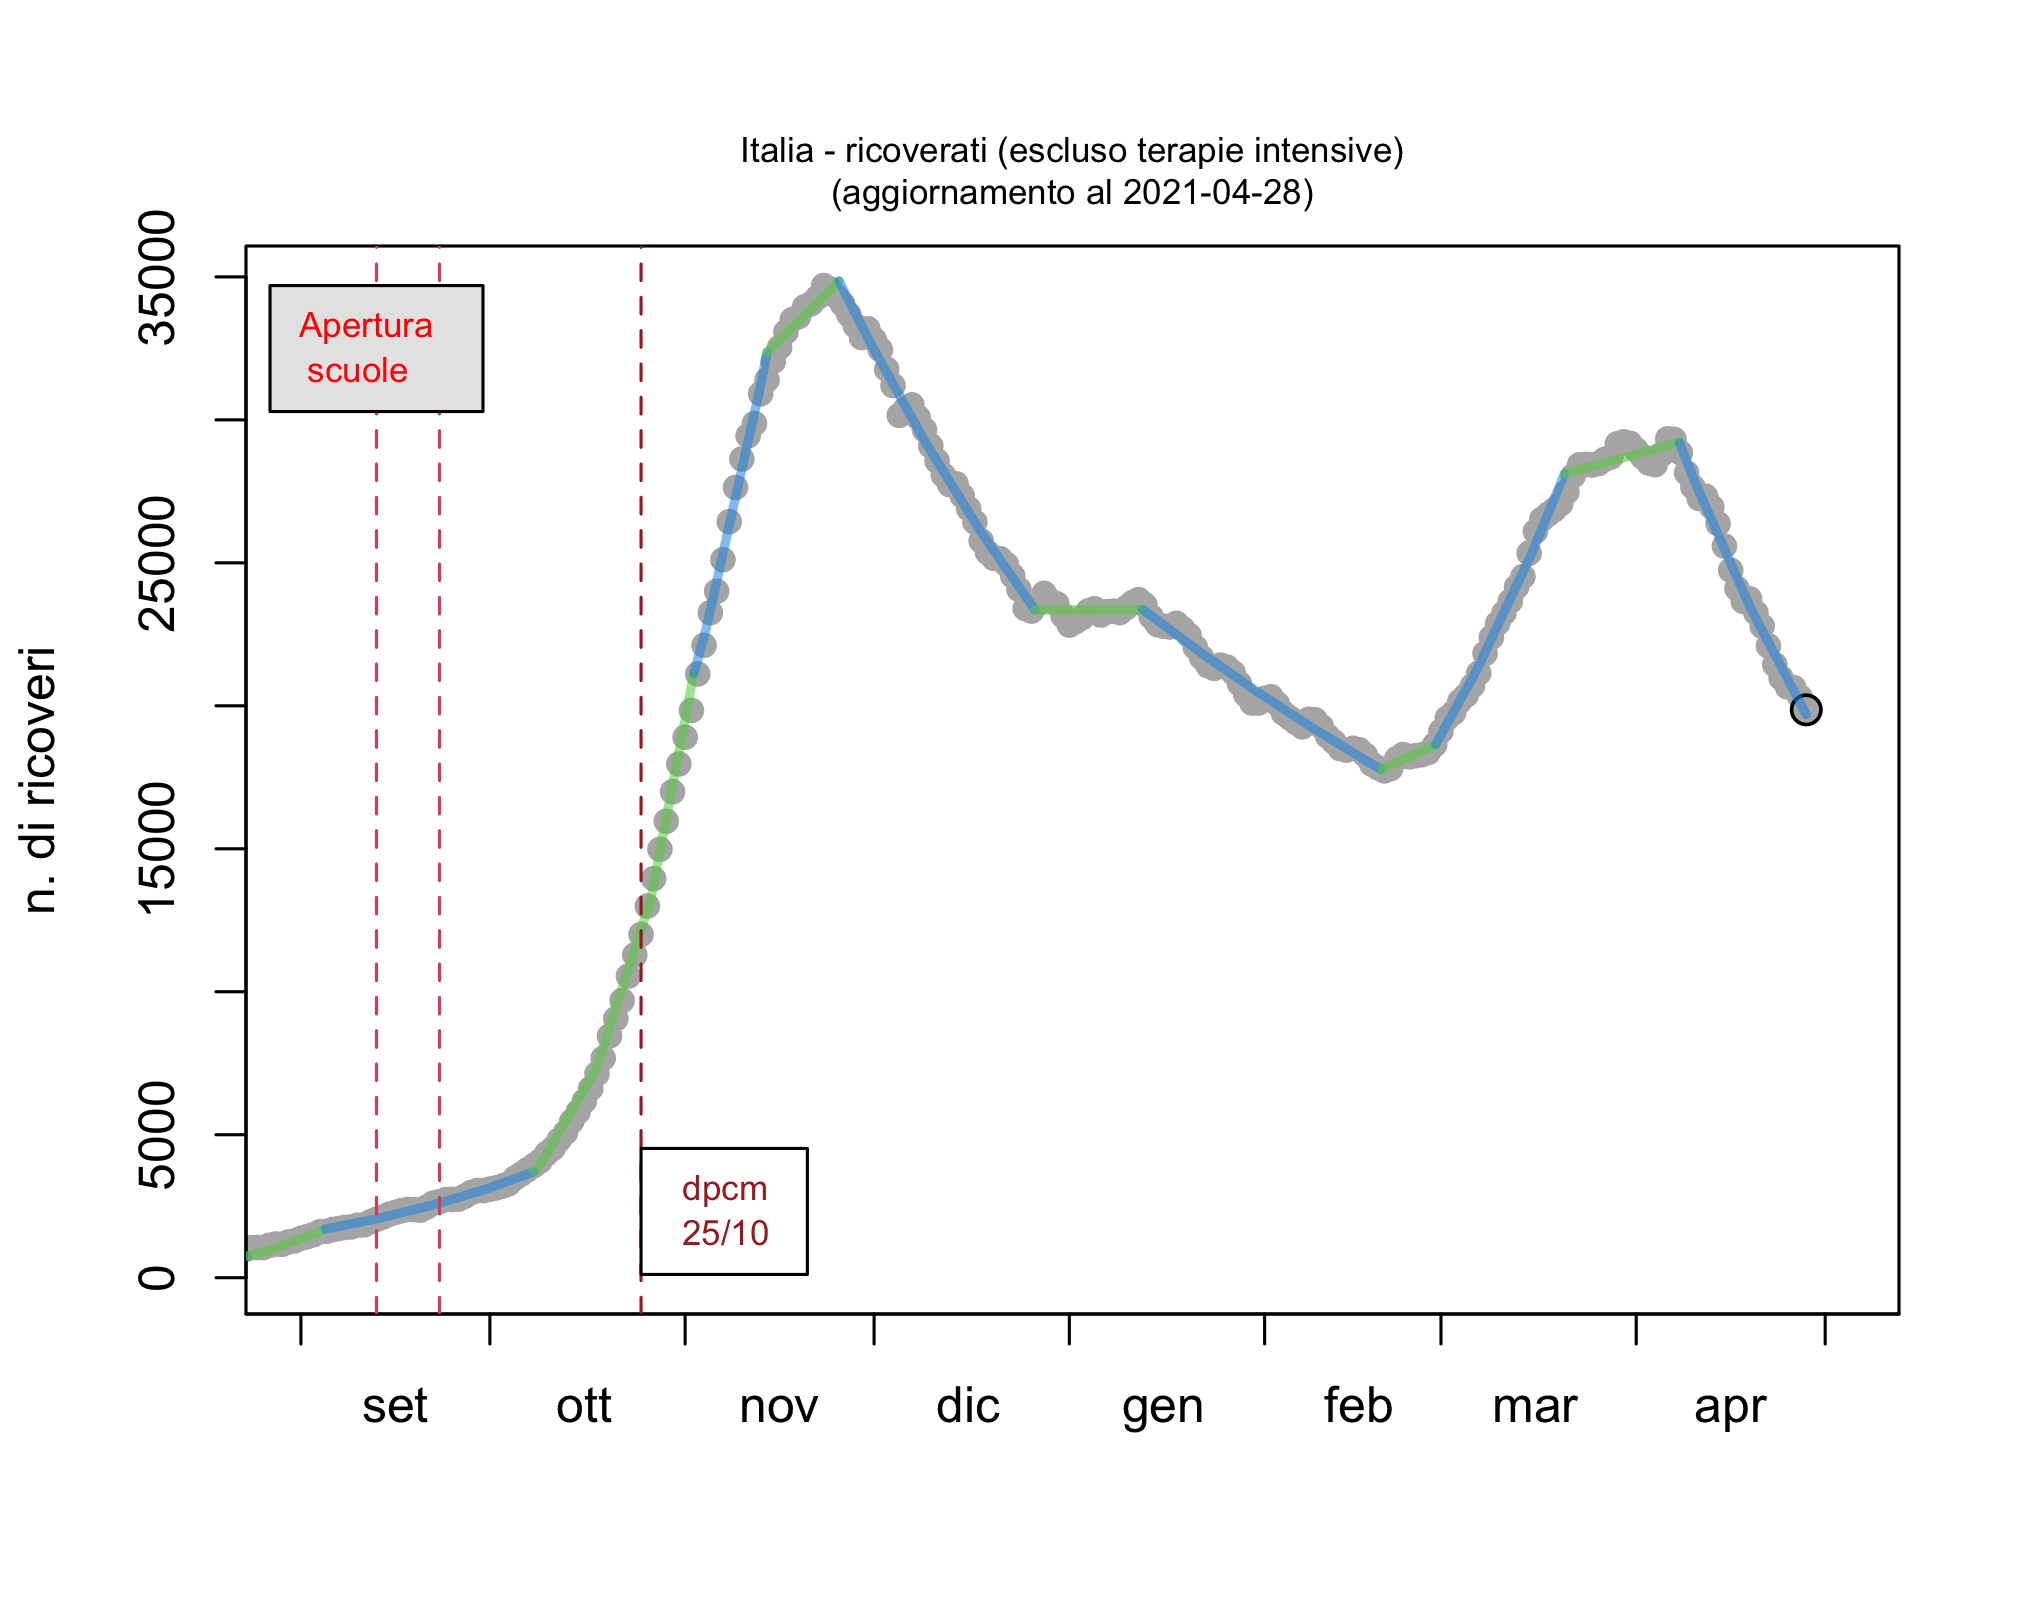 Italia - ricoverati (escluso terapie intensive)
(aggiornamento al 2021-04-28)
n. di ricoveri
35000
25000
15000
5000
0
Apertura
scuole
dpcm
25/10
set ott nov dic gen feb mar apr